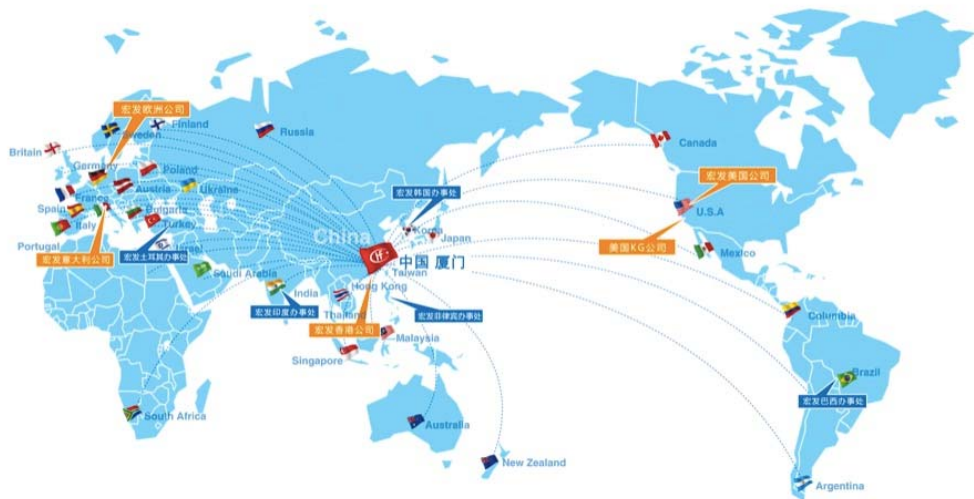 宏发欧洲公司
Finland
Sweden
Russia
Britain
Canada
Germany
Poland
宏发美国公司
Austria
Ukraine
宏发韩国办事处
France
Spain
Bulgaria
U.S.A
Italy
Turkey
Korea
Japan
China
Portugal
Israel
美国KG公司
Mexico
宏发意大利公司
宏发土耳其办事处
中国 厦门
Saudi Arabia
Taiwan
India
Hong Kong
宏发印度办事处
Thailand
宏发菲律宾办事处
Columbia
宏发香港公司
Malaysia
Singapore
Brazil
宏发巴西办事处
South Africa
Australia
New Zealand
Argentina